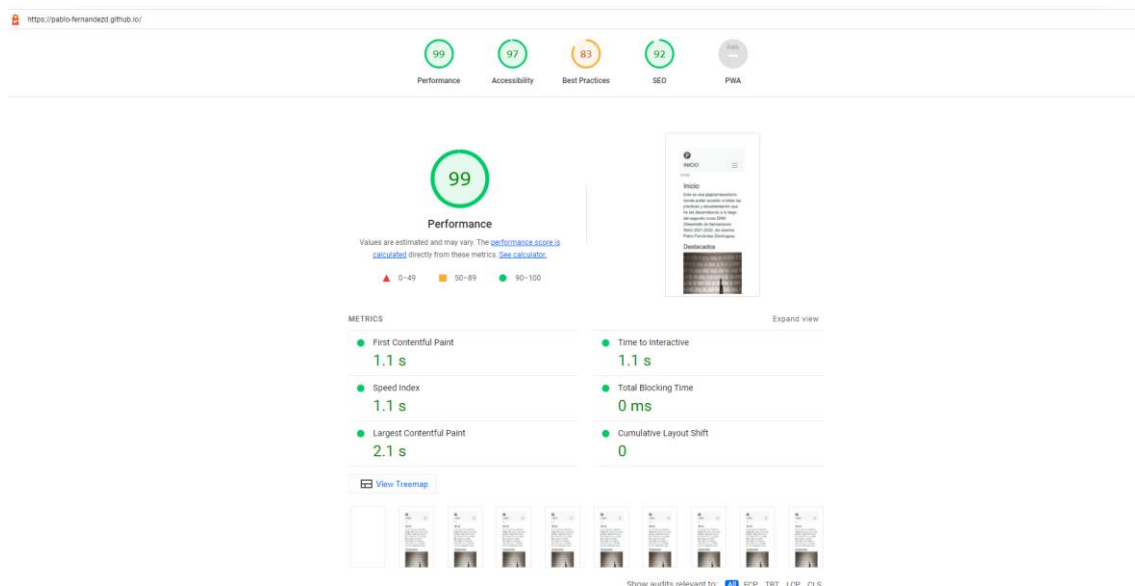 https://pablo-fernandezd.github.io/
99 97 83 92
Performance Accessibility Best Practices SEO PWA
99
Performance
Values are estimated and may vary. The performance score is
calculated directly from these metrics. See calculator.
0–49 50–89 90–100
INICIO
Inicio
Destacados
METRICS Expand view
First Contentful Paint
1.1 s
Time to Interactive
1.1 s
Speed Index
1.1 s
Total Blocking Time
0 ms
Largest Contentful Paint
2.1 s
Cumulative Layout Shift
0
View Treemap
Show audits relevant to: All FCP TBT LCP CLS